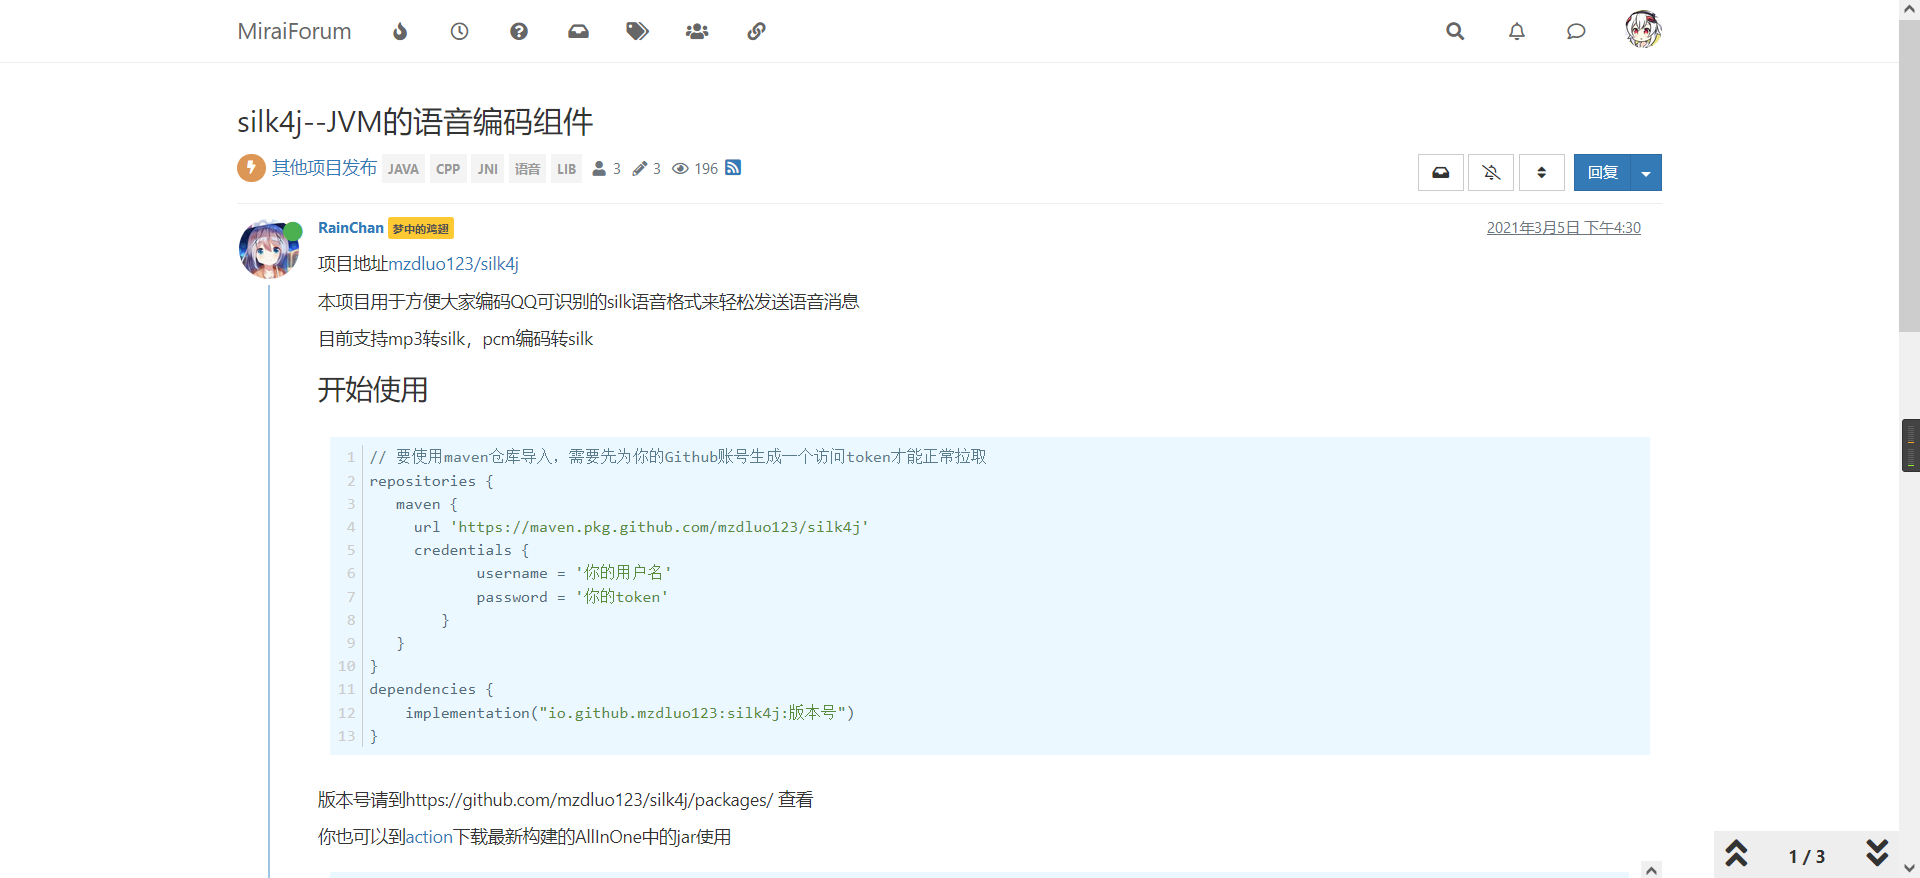 MiraiForum
silk4j--JVM的语音编码组件
其他项目发布 JAVA CPP JNI 语音 LIB 3 3 196
回复
RainChan 梦中的鸡翅 2021年3月5日 下午4:30
项目地址mzdluo123/silk4j
本项目用于方便大家编码QQ可识别的silk语音格式来轻松发送语音消息
目前支持mp3转silk，pcm编码转silk
开始使用
1 // 要使用maven仓库导入，需要先为你的Github账号生成一个访问token才能正常拉取
2 repositories {
3 maven {
4 url 'https://maven.pkg.github.com/mzdluo123/silk4j'
5 credentials {
6 username = '你的用户名'
7 password = '你的token'
8 }
9 }
10 }
11 dependencies {
12 implementation("io.github.mzdluo123:silk4j:版本号")
13 }
版本号请到https://github.com/mzdluo123/silk4j/packages/ 查看
你也可以到action下载最新构建的AllInOne中的jar使用
1 / 3